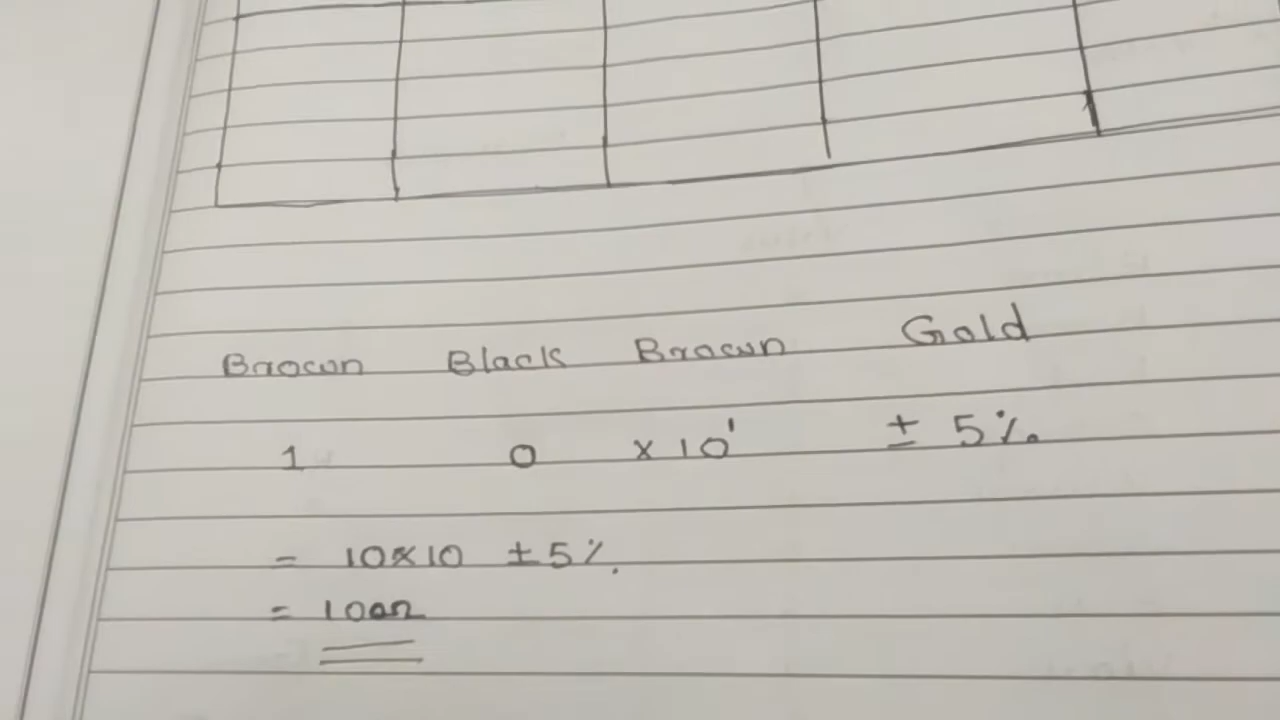 Brown Black Brown Gold
1 0 x 10¹ ± 5%.
= 10x10 ± 5%.
= 100Ω